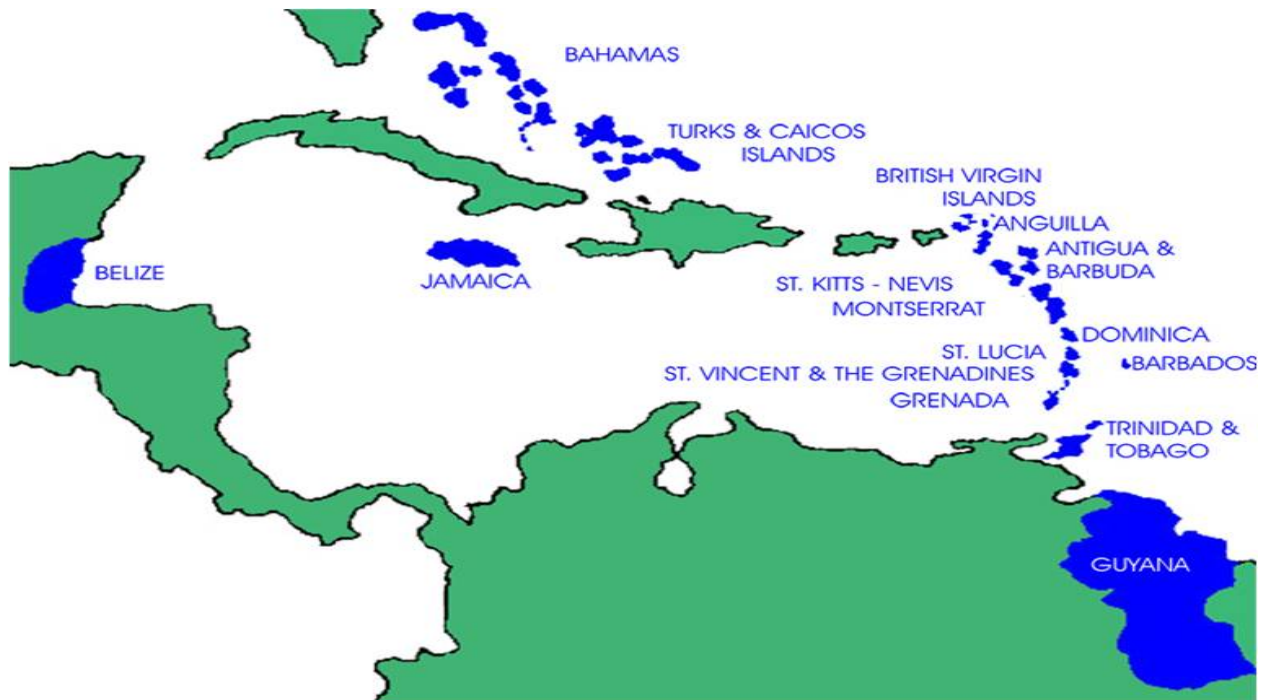 BAHAMAS
TURKS & CAICOS
ISLANDS
BRITISH VIRGIN
ISLANDS
ANGUILLA
ANTIGUA &
BARBUDA
BELIZE
JAMAICA
ST. KITTS - NEVIS
MONTSERRAT
DOMINICA
ST. LUCIA
BARBADOS
ST. VINCENT & THE GRENADINES
GRENADA
TRINIDAD &
TOBAGO
GUYANA